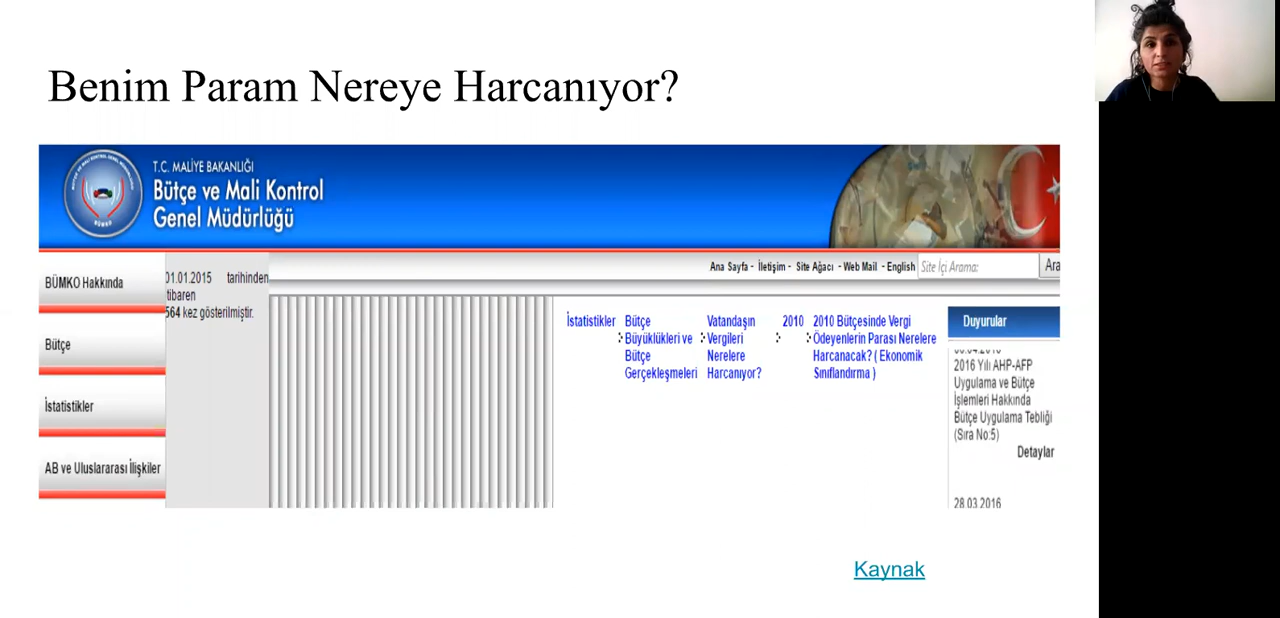 Benim Param Nereye Harcanıyor?
T.C. MALİYE BAKANLIĞI
Bütçe ve Mali Kontrol
Genel Müdürlüğü
BÜMKO
Ana Sayfa - İletişim - Site Ağacı - Web Mail - English
Site İçi Arama:
Ara
BÜMKO Hakkında
Bütçe
İstatistikler
AB ve Uluslararası İlişkiler
01.01.2015 tarihinden
tibaren
564 kez gösterilmiştir.
İstatistikler
Bütçe
Büyüklükleri ve
Bütçe
Gerçekleşmeleri
Vatandaşın
Vergileri
Nerelere
Harcanıyor?
2010
2010 Bütçesinde Vergi
Ödeyenlerin Parası Nerelere
Harcanacak? ( Ekonomik
Sınıflandırma )
Duyurular
2016 Yılı AHP-AFP
Uygulama ve Bütçe
İşlemleri Hakkında
Bütçe Uygulama Tebliği
(Sıra No:5)
Detaylar
28.03.2016
Kaynak